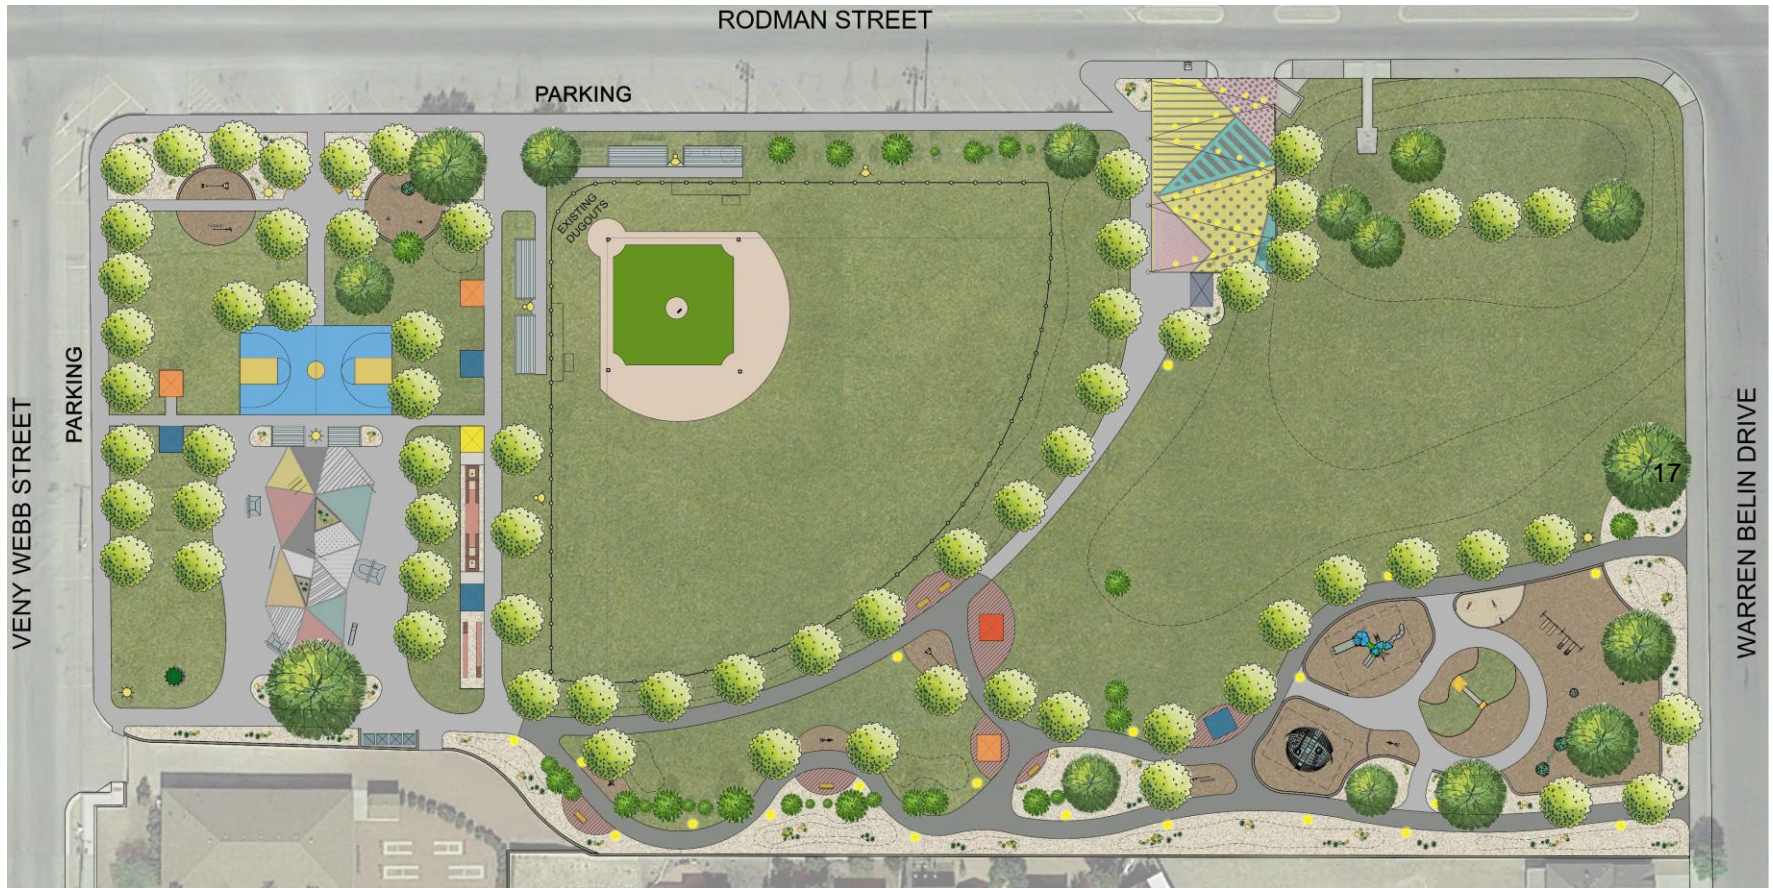 RODMAN STREET
PARKING
EXISTING
DUGOUTS
PARKING
VENY WEBB STREET
17
WARREN BELIN DRIVE